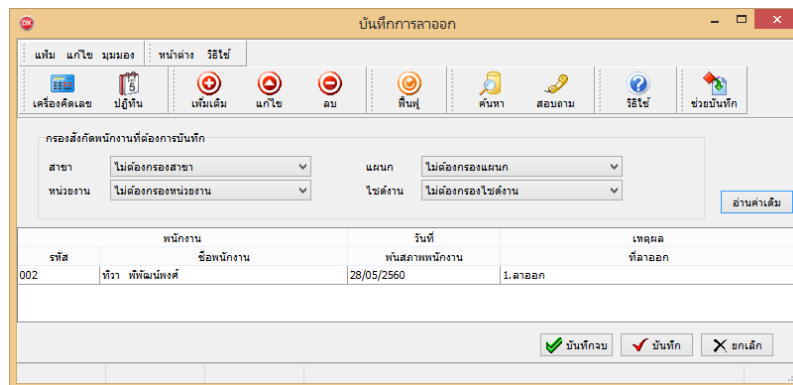 บันทึกการลาออก
แฟ้ม แก้ไข มุมมอง หน้าต่าง วิธีใช้
เครื่องคิดเลข ปฏิทิน เพิ่มเติม แก้ไข ลบ ฟื้นฟู ค้นหา สอบถาม วิธีใช้ ช่วยบันทึก
กรองสังกัดพนักงานที่ต้องการบันทึก
สาขา ไม่ต้องกรองสาขา แผนก ไม่ต้องกรองแผนก
หน่วยงาน ไม่ต้องกรองหน่วยงาน ไซด์งาน ไม่ต้องกรองไซด์งาน
อ่านค่าเดิม
พนักงาน วันที่ เหตุผล
รหัส ชื่อพนักงาน พ้นสภาพพนักงาน ที่ลาออก
002 ทิวา พิพัฒน์พงศ์ 28/05/2560 1.ลาออก
บันทึกจบ บันทึก ยกเลิก